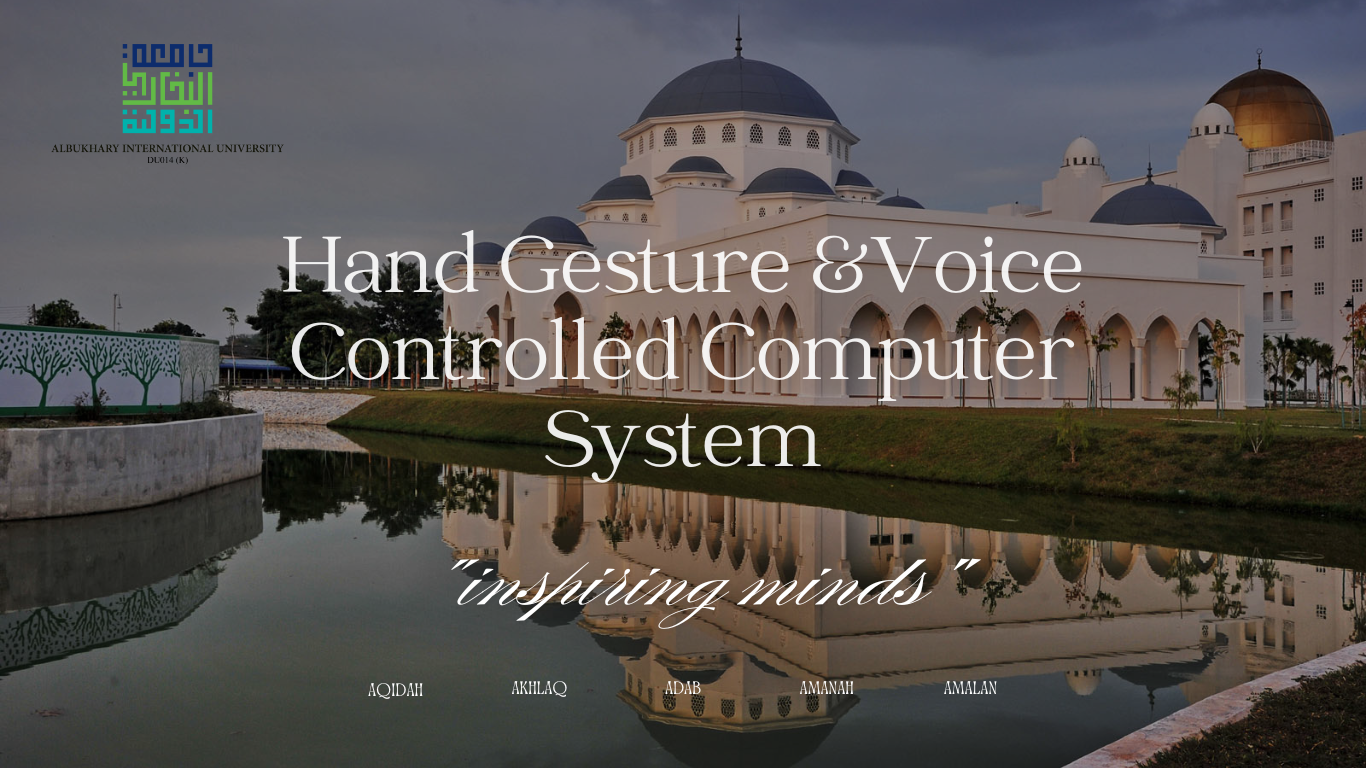 جامعة
البخاري
الدولية
ALBUKHARY INTERNATIONAL UNIVERSITY
DU014 (K)
Hand Gesture &Voice
Controlled Computer
System
"inspiring minds"
AQIDAH AKHLAQ ADAB AMANAH AMALAN